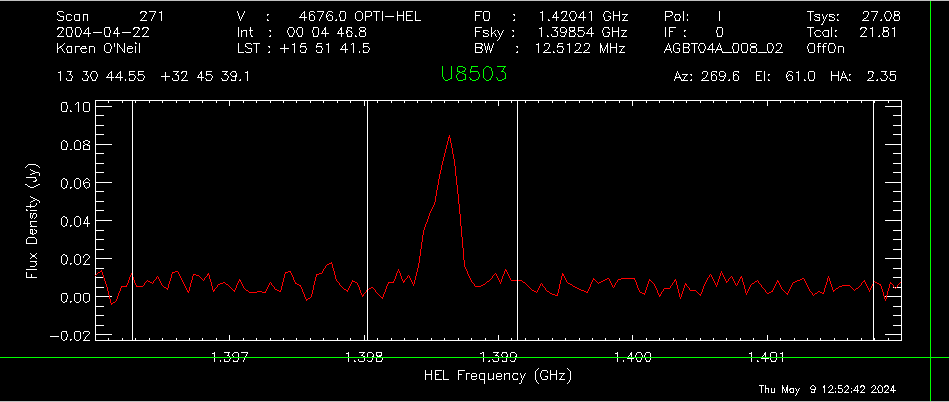 Scan 271 V : 4676.0 OPTI-HEL F0 : 1.42041 GHz Pol: I Tsys: 27.08
2004-04-22 Int : 00 04 46.8 Fsky : 1.39854 GHz IF : 0 Tcal: 21.81
Karen O'Neil LST : +15 51 41.5 BW : 12.5122 MHz AGBT04A_008_02 OffOn
13 30 44.55 +32 45 39.1 U8503 Az: 269.6 El: 61.0 HA: 2.35
0.10
0.08
0.06
0.04
0.02
0.00
-0.02
Flux Density (Jy)
1.397 1.398 1.399 1.400 1.401
HEL Frequency (GHz)
Thu May 9 12:52:42 2024